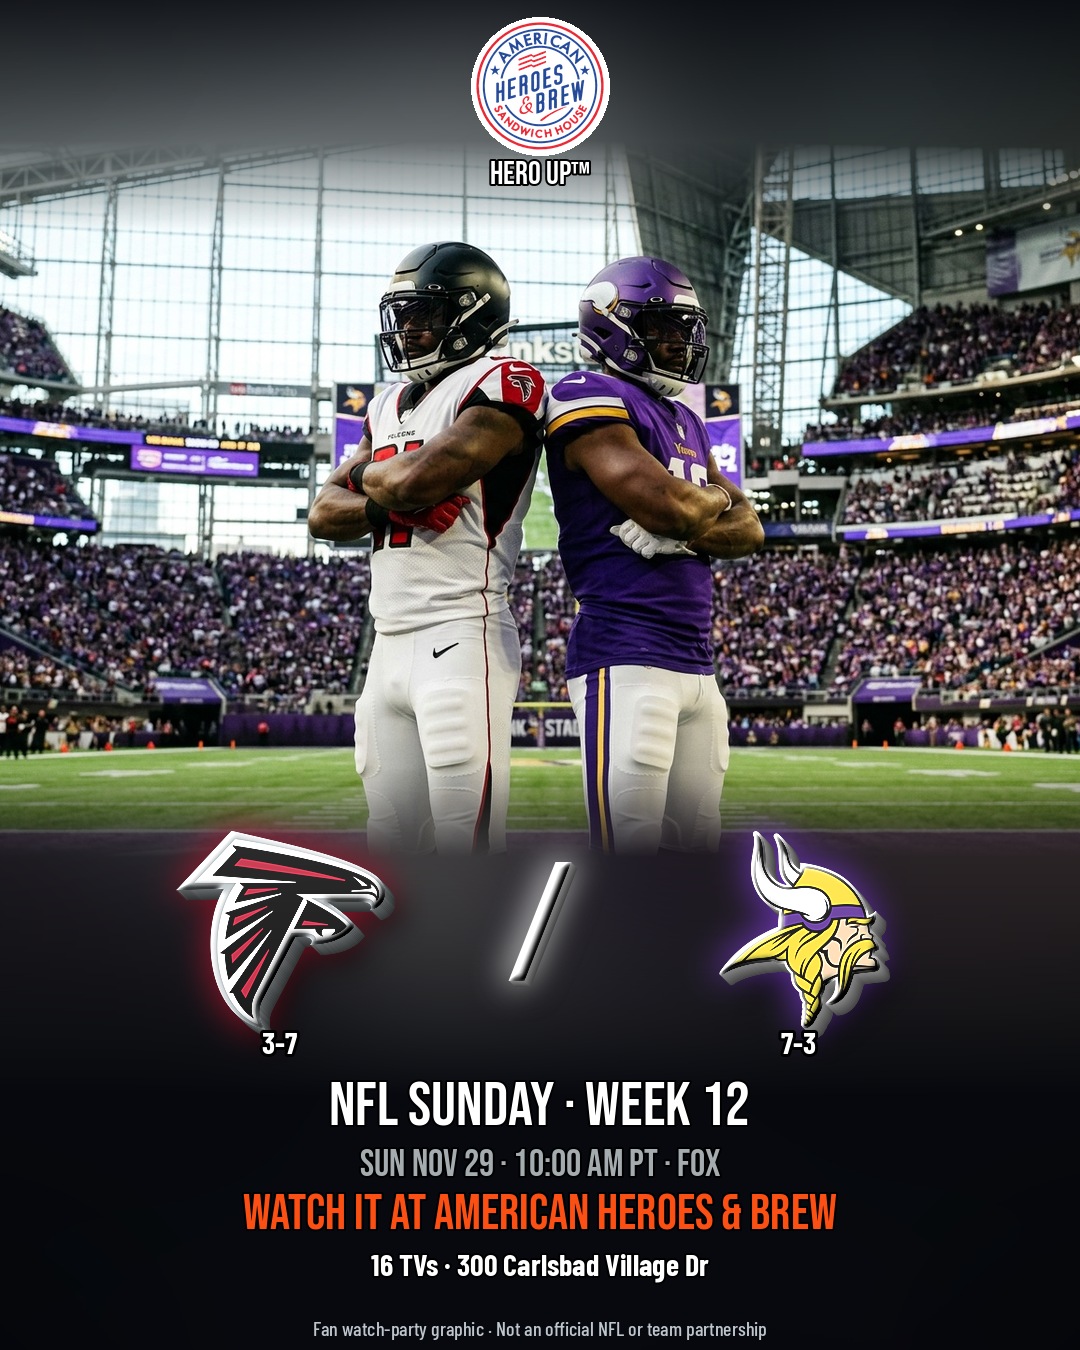 AMERICAN
HEROES
& BREW
SANDWICH HOUSE
HERO UP™
3-7
7-3
NFL SUNDAY · WEEK 12
SUN NOV 29 · 10:00 AM PT · FOX
WATCH IT AT AMERICAN HEROES & BREW
16 TVs · 300 Carlsbad Village Dr
Fan watch-party graphic · Not an official NFL or team partnership